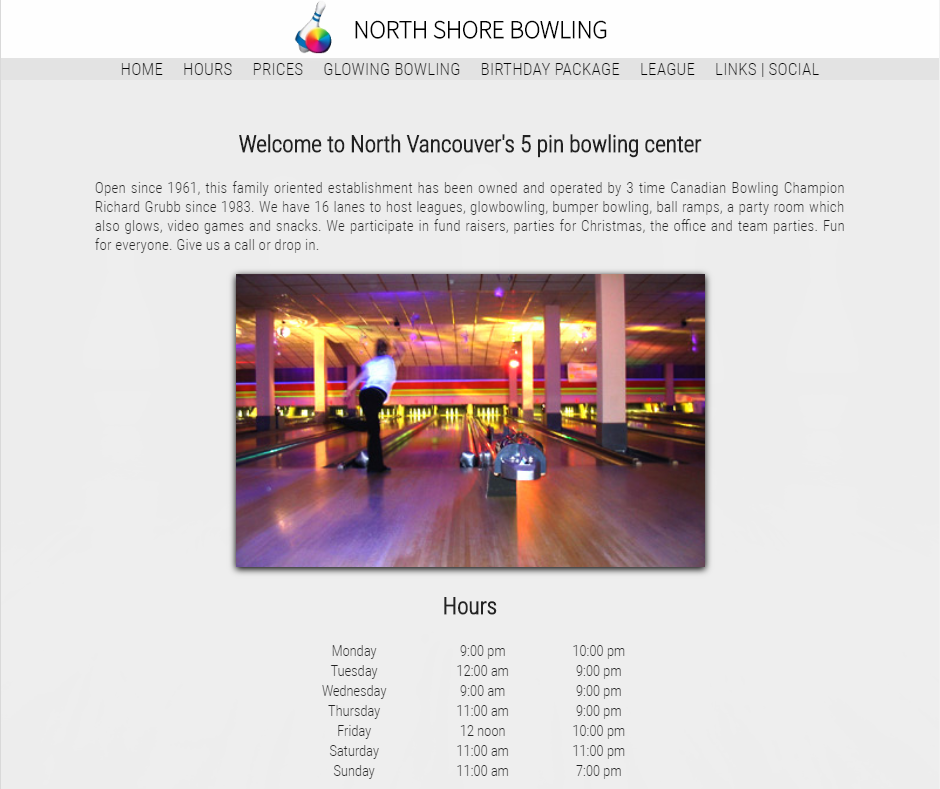 NORTH SHORE BOWLING
HOME HOURS PRICES GLOWING BOWLING BIRTHDAY PACKAGE LEAGUE LINKS | SOCIAL
Welcome to North Vancouver's 5 pin bowling center
Open since 1961, this family oriented establishment has been owned and operated by 3 time Canadian Bowling Champion
Richard Grubb since 1983. We have 16 lanes to host leagues, glowbowling, bumper bowling, ball ramps, a party room which
also glows, video games and snacks. We participate in fund raisers, parties for Christmas, the office and team parties. Fun
for everyone. Give us a call or drop in.
Hours
Monday 9:00 pm 10:00 pm
Tuesday 12:00 am 9:00 pm
Wednesday 9:00 am 9:00 pm
Thursday 11:00 am 9:00 pm
Friday 12 noon 10:00 pm
Saturday 11:00 am 11:00 pm
Sunday 11:00 am 7:00 pm